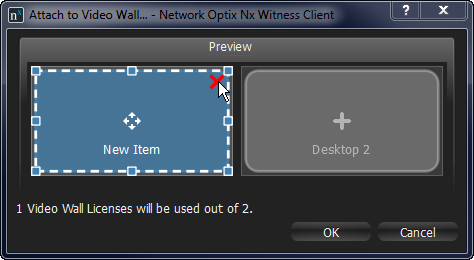 nx Attach to Video Wall... - Network Optix Nx Witness Client
Preview
New Item
Desktop 2
1 Video Wall Licenses will be used out of 2.
OK Cancel